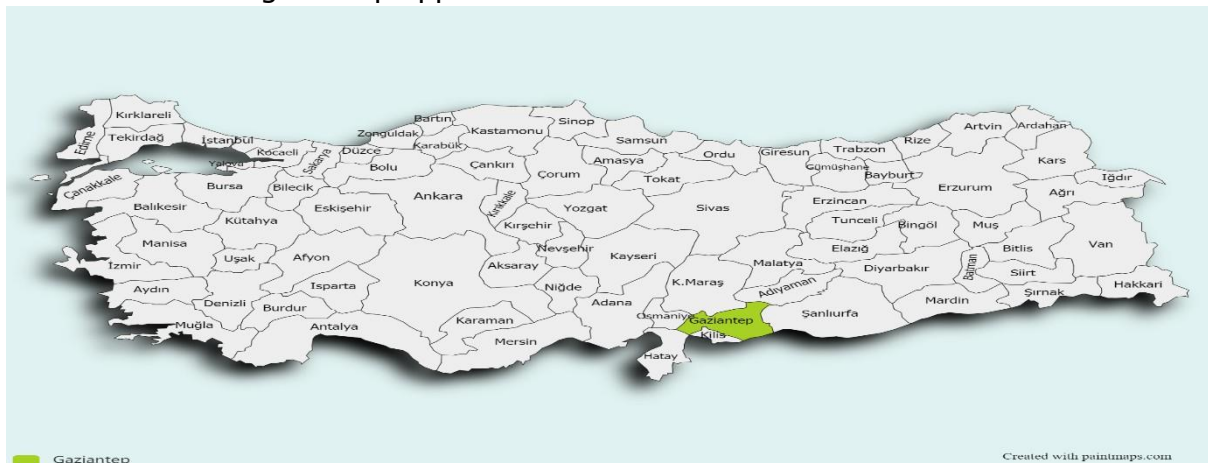 Kırklareli
Edirne
Tekirdağ
İstanbul
Kocaeli
Yalova
Sakarya
Düzce
Zonguldak
Bartın
Karabük
Kastamonu
Sinop
Samsun
Ordu
Giresun
Trabzon
Rize
Artvin
Ardahan
Kars
Iğdır
Ağrı
Erzurum
Bayburt
Gümüşhane
Tokat
Amasya
Çorum
Çankırı
Bolu
Bilecik
Bursa
Çanakkale
Balıkesir
Kütahya
Eskişehir
Ankara
Kırıkkale
Kırşehir
Yozgat
Sivas
Erzincan
Tunceli
Bingöl
Muş
Bitlis
Van
Hakkari
Şırnak
Siirt
Batman
Mardin
Diyarbakır
Elazığ
Malatya
Adıyaman
Şanlıurfa
Gaziantep
Kilis
K.Maraş
Osmaniye
Hatay
Adana
Kayseri
Nevşehir
Niğde
Aksaray
Konya
Karaman
Mersin
Antalya
Isparta
Burdur
Afyon
Uşak
Manisa
İzmir
Aydın
Denizli
Muğla
Gaziantep
Created with paintmaps.com